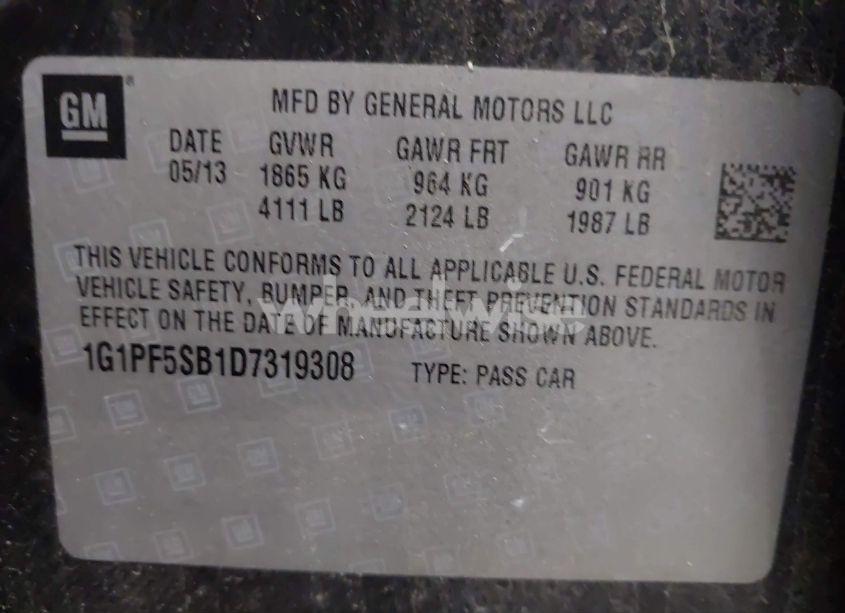 GM
MFD BY GENERAL MOTORS LLC
DATE GVWR GAWR FRT GAWR RR
05/13 1865 KG 964 KG 901 KG
4111 LB 2124 LB 1987 LB
THIS VEHICLE CONFORMS TO ALL APPLICABLE U.S. FEDERAL MOTOR
VEHICLE SAFETY, BUMPER, AND THEFT PREVENTION STANDARDS IN
EFFECT ON THE DATE OF MANUFACTURE SHOWN ABOVE.
1G1PF5SB1D7319308 TYPE: PASS CAR